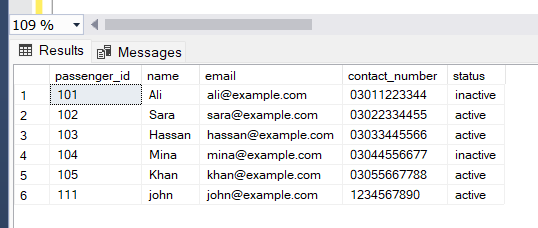 109 %
Results Messages
passenger_id name email contact_number status
1 101 Ali ali@example.com 03011223344 inactive
2 102 Sara sara@example.com 03022334455 active
3 103 Hassan hassan@example.com 03033445566 active
4 104 Mina mina@example.com 03044556677 inactive
5 105 Khan khan@example.com 03055667788 active
6 111 john john@example.com 1234567890 active